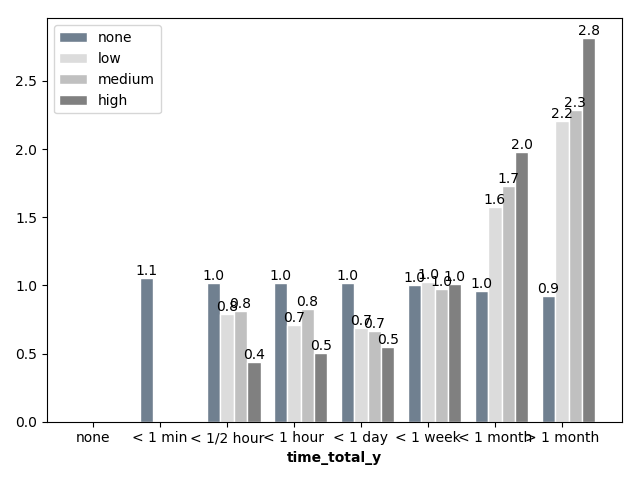 none
low
medium
high
2.5
2.0
1.5
1.0
0.5
0.0
1.1
1.0 0.8 0.8 0.4
1.0 0.7 0.8 0.5
1.0 0.7 0.7 0.5
1.0 1.0 1.0 1.0
1.0 1.6 1.7 2.0
0.9 2.2 2.3 2.8
none < 1 min < 1/2 hour < 1 hour < 1 day < 1 week < 1 month > 1 month
time_total_y